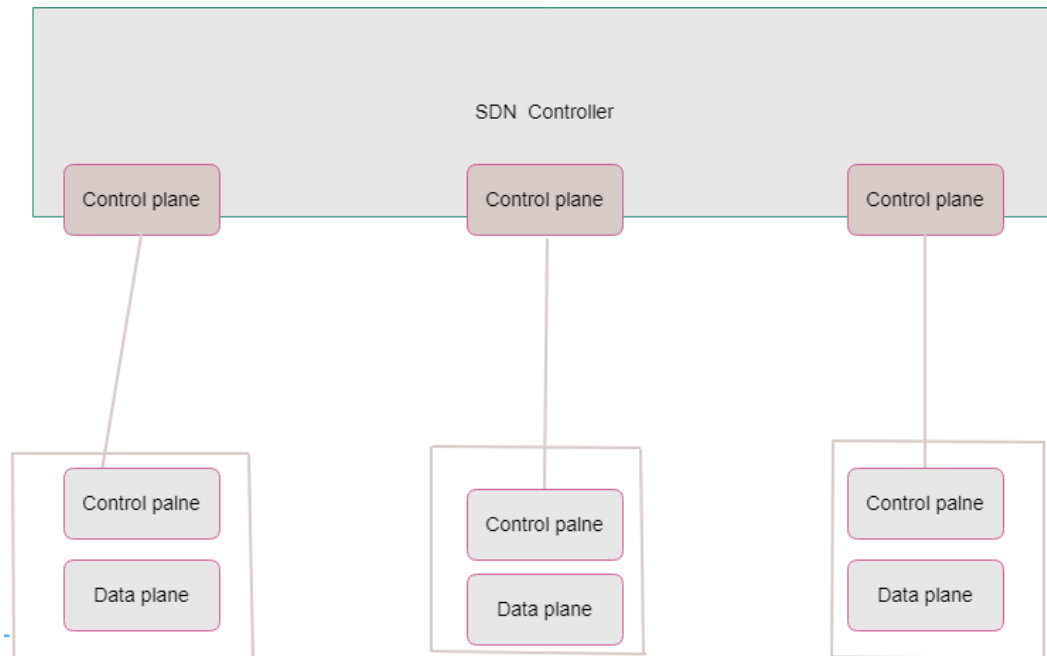 SDN Controller
Control plane
Control plane
Control plane
Control palne
Control palne
Control palne
Data plane
Data plane
Data plane